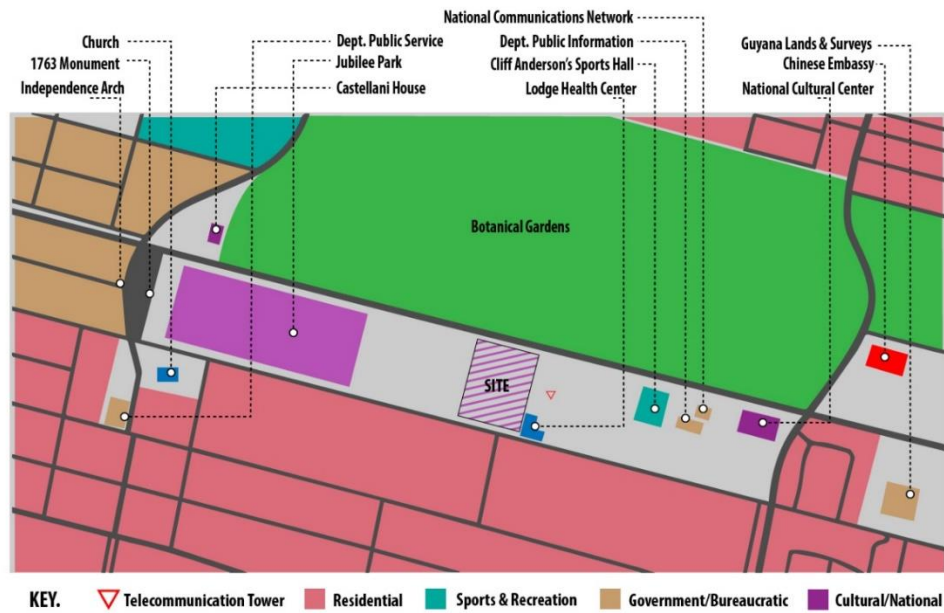 National Communications Network
Church
Dept. Public Service
Dept. Public Information
Guyana Lands & Surveys
1763 Monument
Jubilee Park
Cliff Anderson's Sports Hall
Chinese Embassy
Independence Arch
Castellani House
Lodge Health Center
National Cultural Center
Botanical Gardens
SITE
KEY.
Telecommunication Tower
Residential
Sports & Recreation
Government/Bureaucratic
Cultural/National